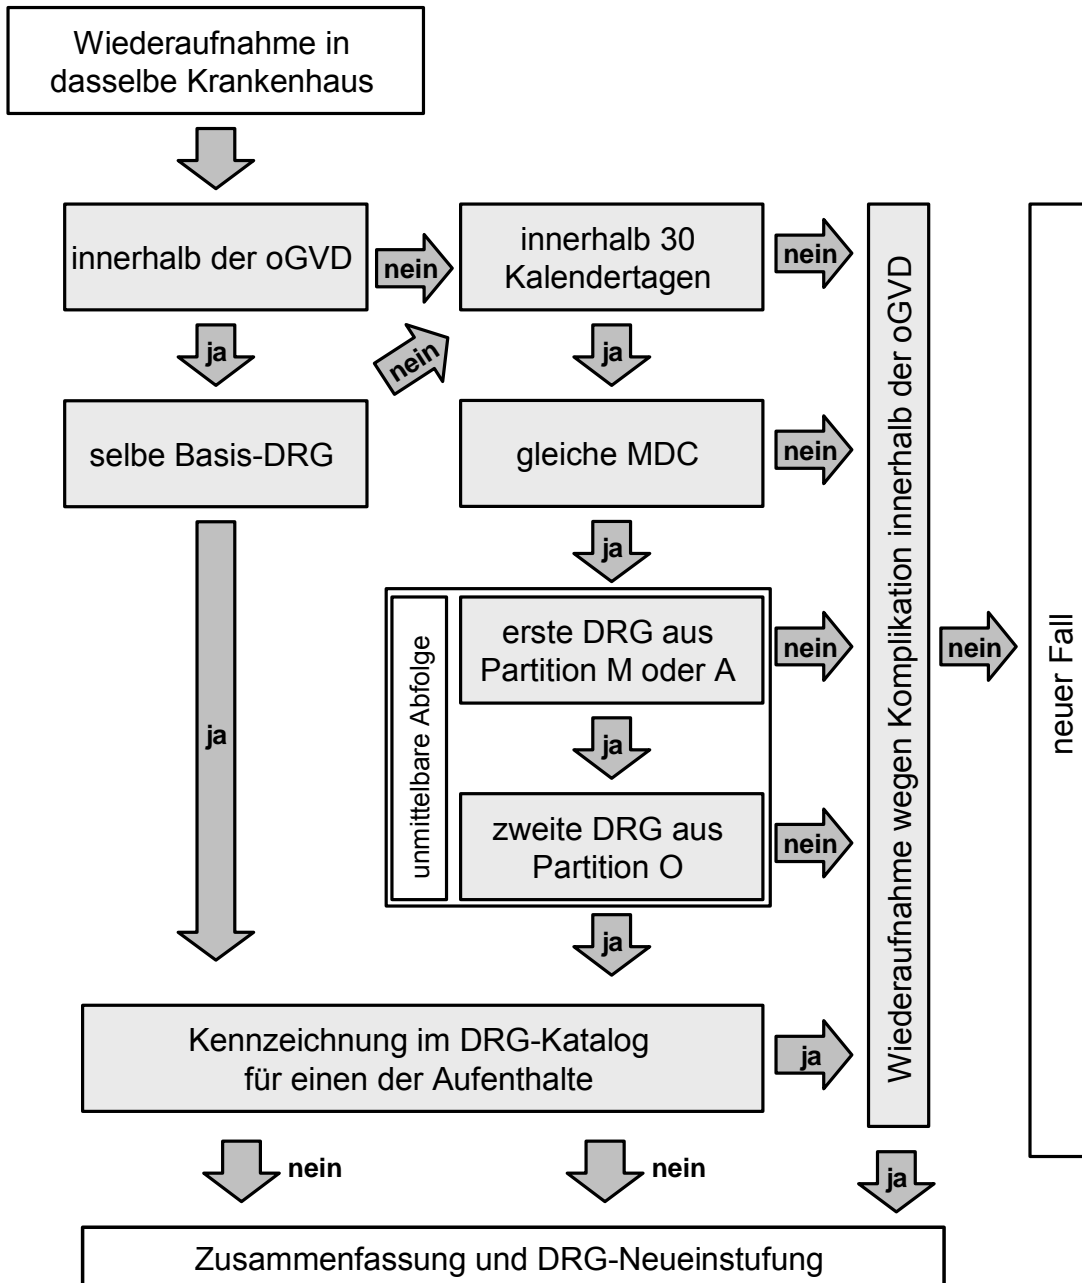 Wiederaufnahme in
dasselbe Krankenhaus
innerhalb der oGVD
nein
innerhalb 30
Kalendertagen
nein
ja
nein
ja
selbe Basis-DRG
gleiche MDC
nein
ja
ja
unmittelbare Abfolge
erste DRG aus
Partition M oder A
nein
ja
zweite DRG aus
Partition O
nein
ja
Kennzeichnung im DRG-Katalog
für einen der Aufenthalte
ja
Wiederaufnahme wegen Komplikation innerhalb der oGVD
nein
neuer Fall
nein
nein
ja
Zusammenfassung und DRG-Neueinstufung